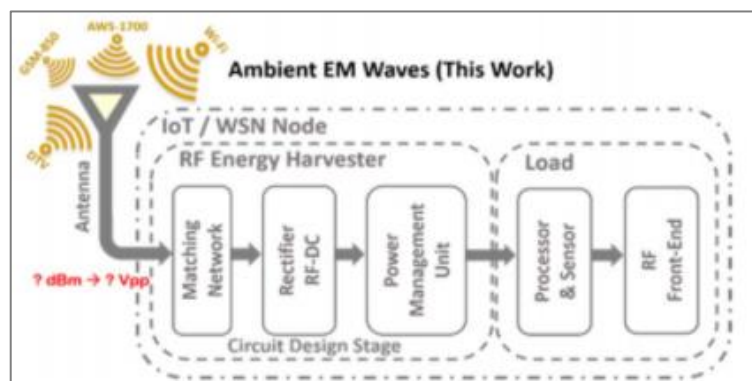 AWS-1700
GSM-850
Wi-Fi
DTV
Ambient EM Waves (This Work)
Antenna
? dBm → ? Vpp
IoT / WSN Node
RF Energy Harvester
Load
Matching
Network
Rectifier
RF-DC
Power
Management
Unit
Processor
& Sensor
RF
Front-End
Circuit Design Stage